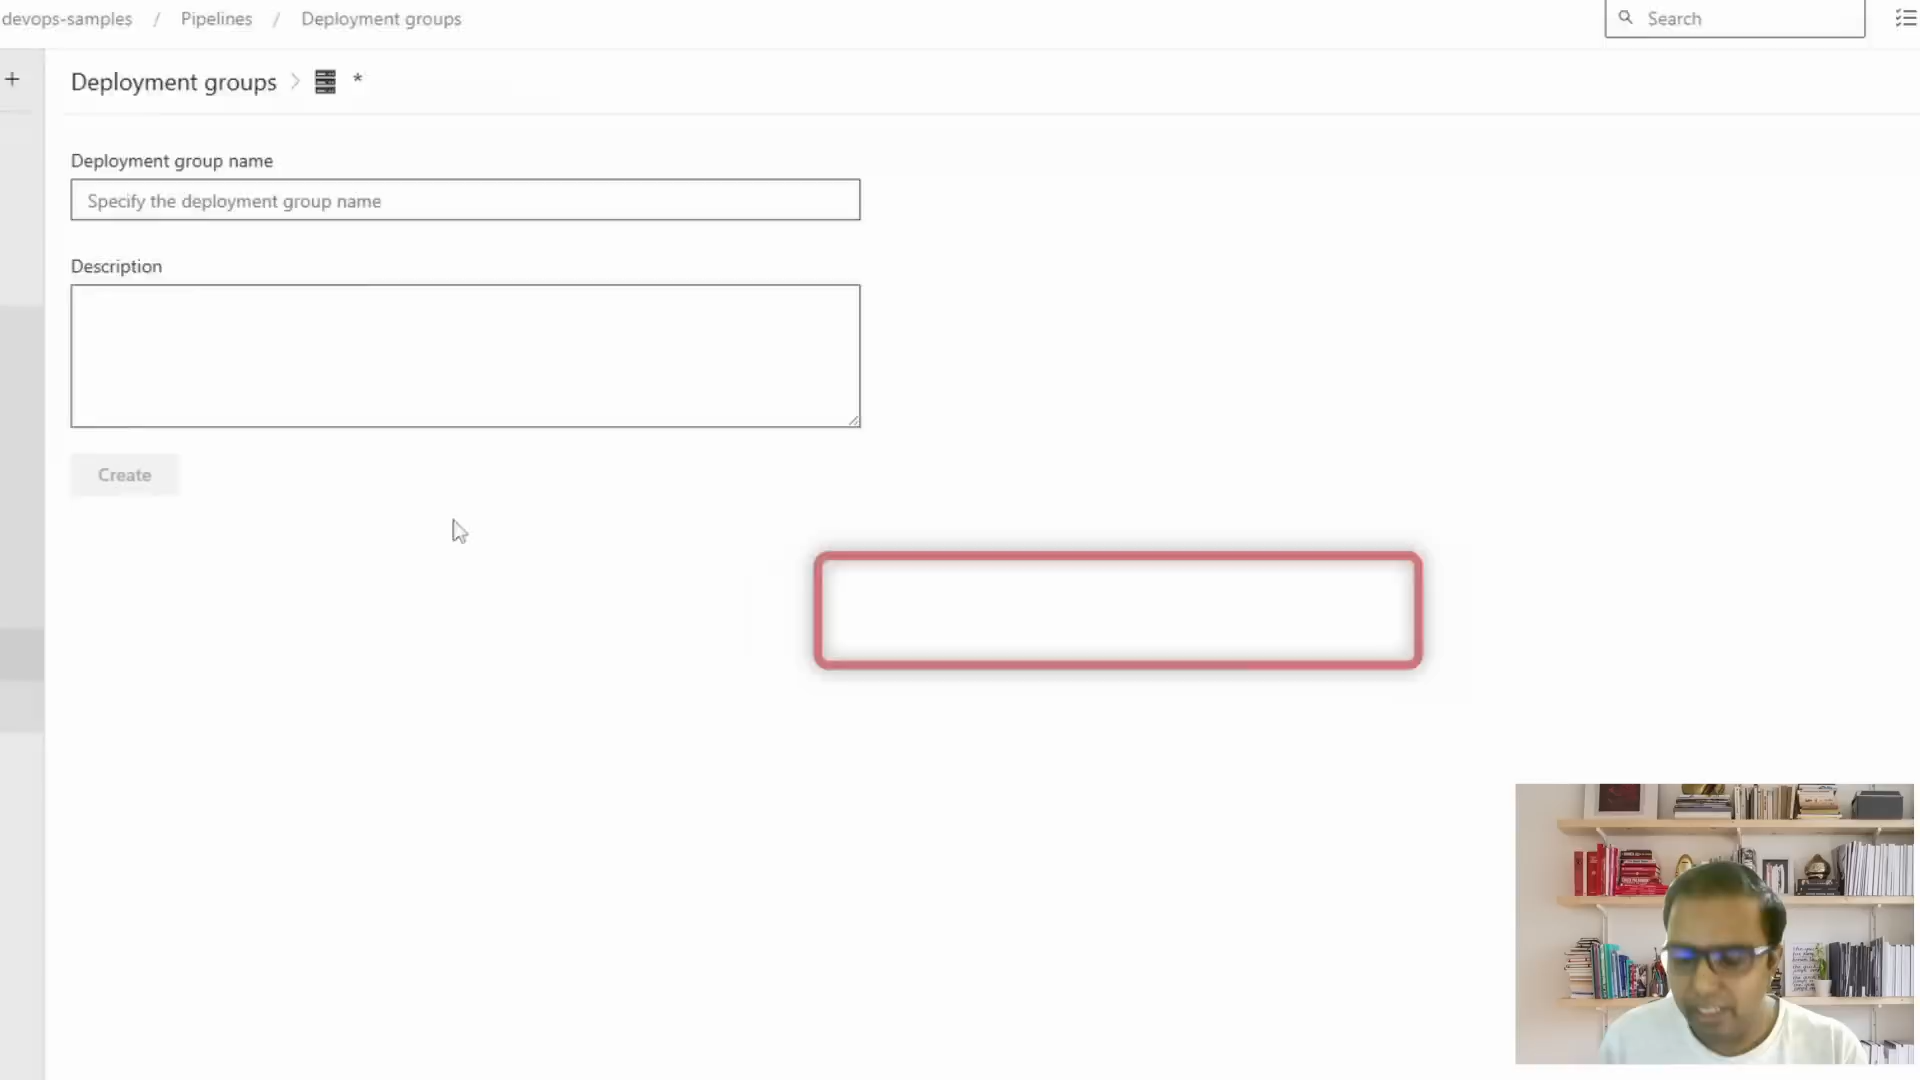 devops-samples / Pipelines / Deployment groups
Search
+
Deployment groups > *
Deployment group name
Specify the deployment group name
Description
Create